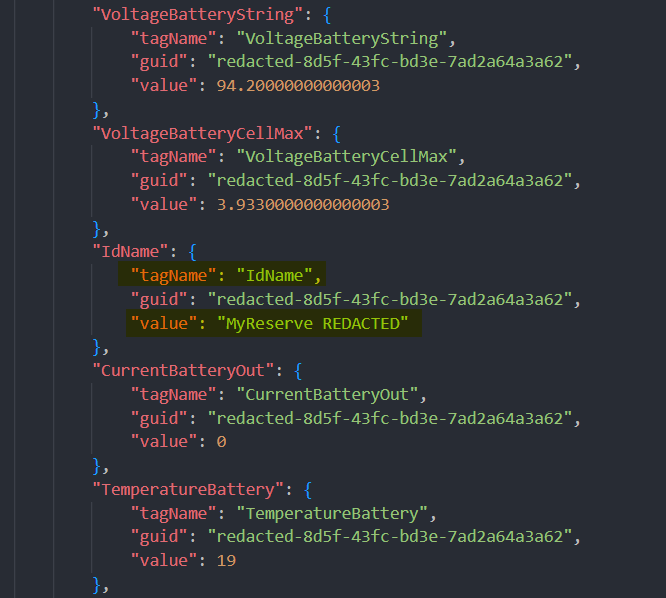 "VoltageBatteryString": {
"tagName": "VoltageBatteryString",
"guid": "redacted-8d5f-43fc-bd3e-7ad2a64a3a62",
"value": 94.20000000000003
},
"VoltageBatteryCellMax": {
"tagName": "VoltageBatteryCellMax",
"guid": "redacted-8d5f-43fc-bd3e-7ad2a64a3a62",
"value": 3.9330000000000003
},
"IdName": {
"tagName": "IdName",
"guid": "redacted-8d5f-43fc-bd3e-7ad2a64a3a62",
"value": "MyReserve REDACTED"
},
"CurrentBatteryOut": {
"tagName": "CurrentBatteryOut",
"guid": "redacted-8d5f-43fc-bd3e-7ad2a64a3a62",
"value": 0
},
"TemperatureBattery": {
"tagName": "TemperatureBattery",
"guid": "redacted-8d5f-43fc-bd3e-7ad2a64a3a62",
"value": 19
},